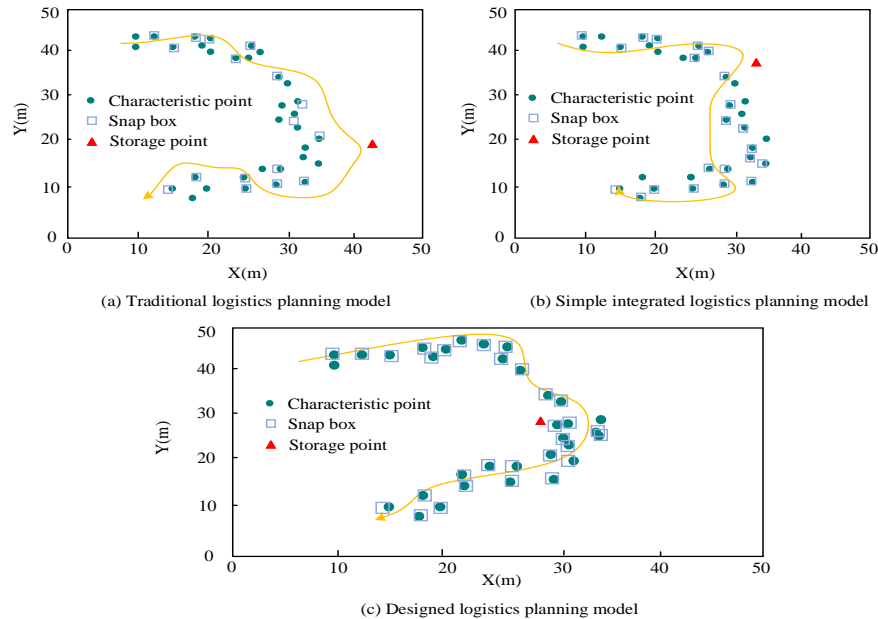 50
40
30
20
10
0
Y(m)
Characteristic point
Snap box
Storage point
0 10 20 30 40 50
X(m)
(a) Traditional logistics planning model
50
40
30
20
10
0
Y(m)
Characteristic point
Snap box
Storage point
0 10 20 30 40 50
X(m)
(b) Simple integrated logistics planning model
50
40
30
20
10
0
Y(m)
Characteristic point
Snap box
Storage point
0 10 20 30 40 50
X(m)
(c) Designed logistics planning model